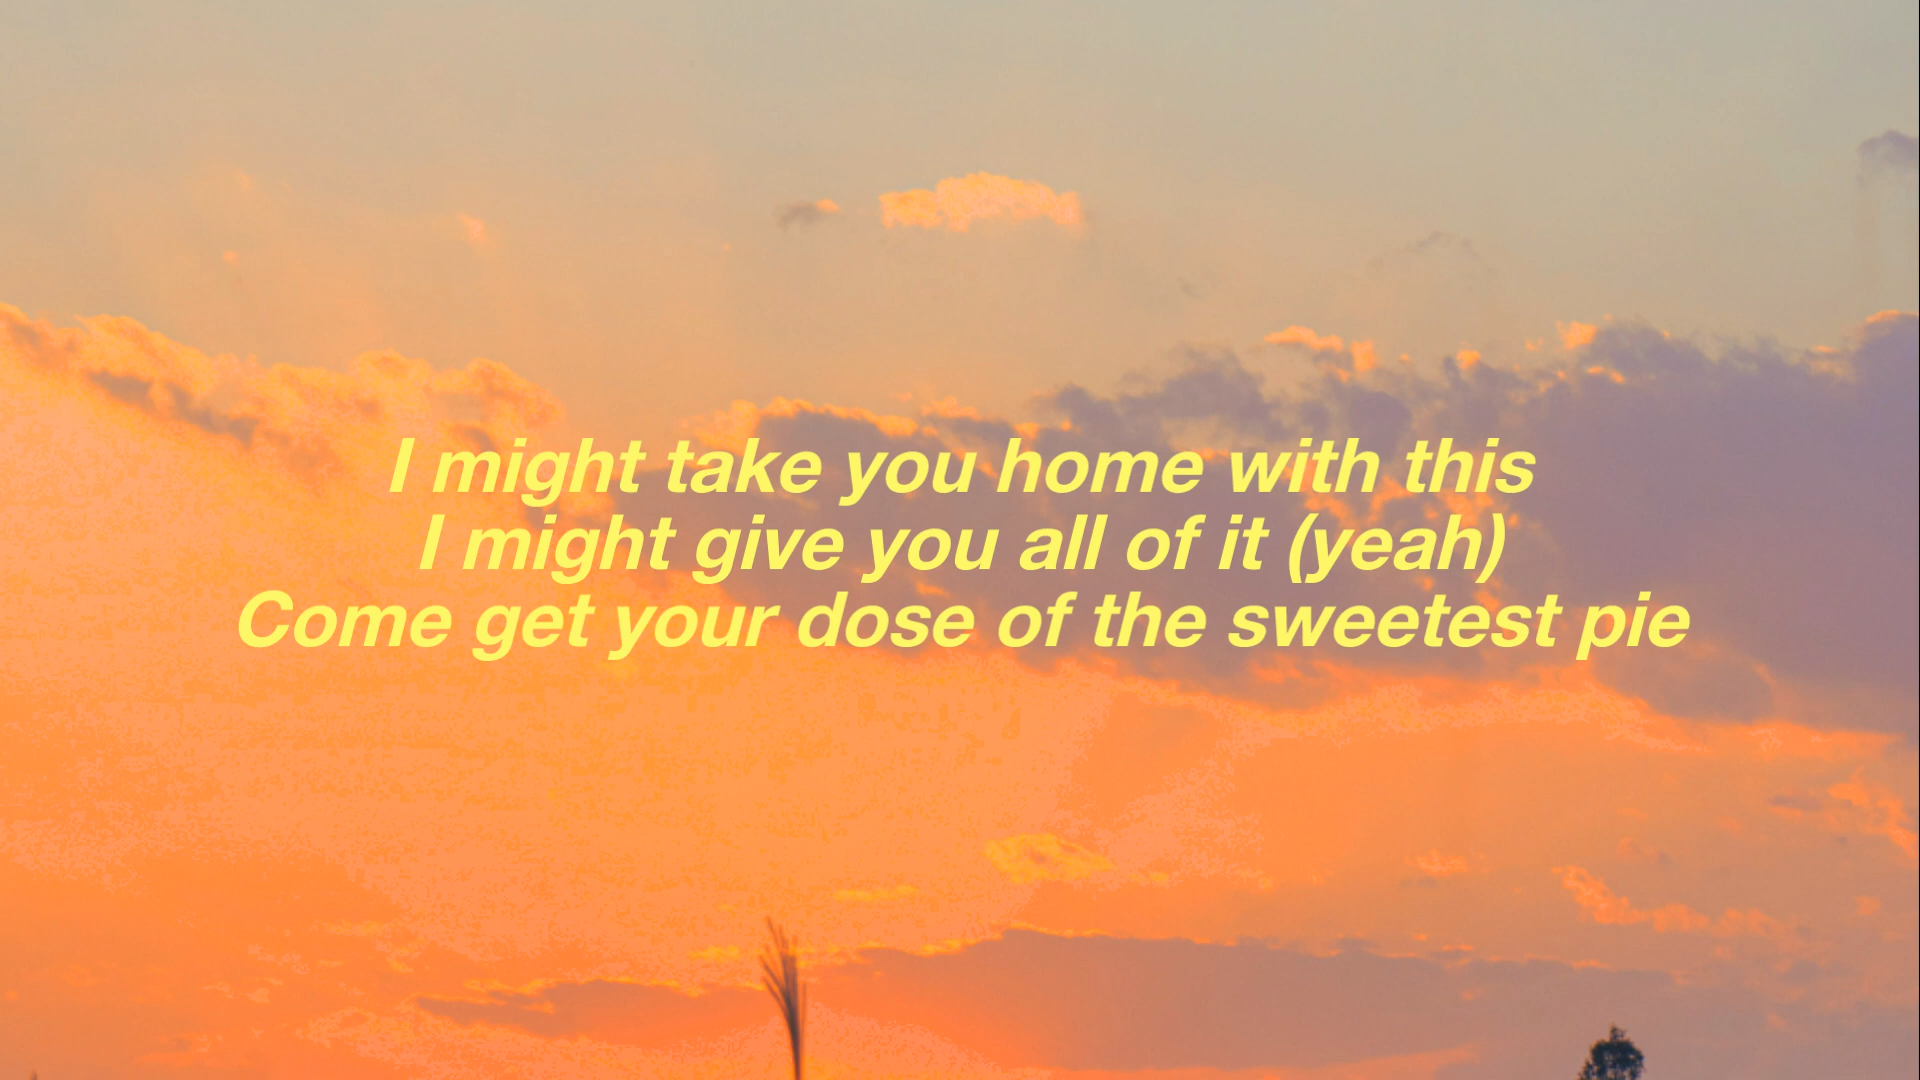 I might take you home with this
I might give you all of it (yeah)
Come get your dose of the sweetest pie